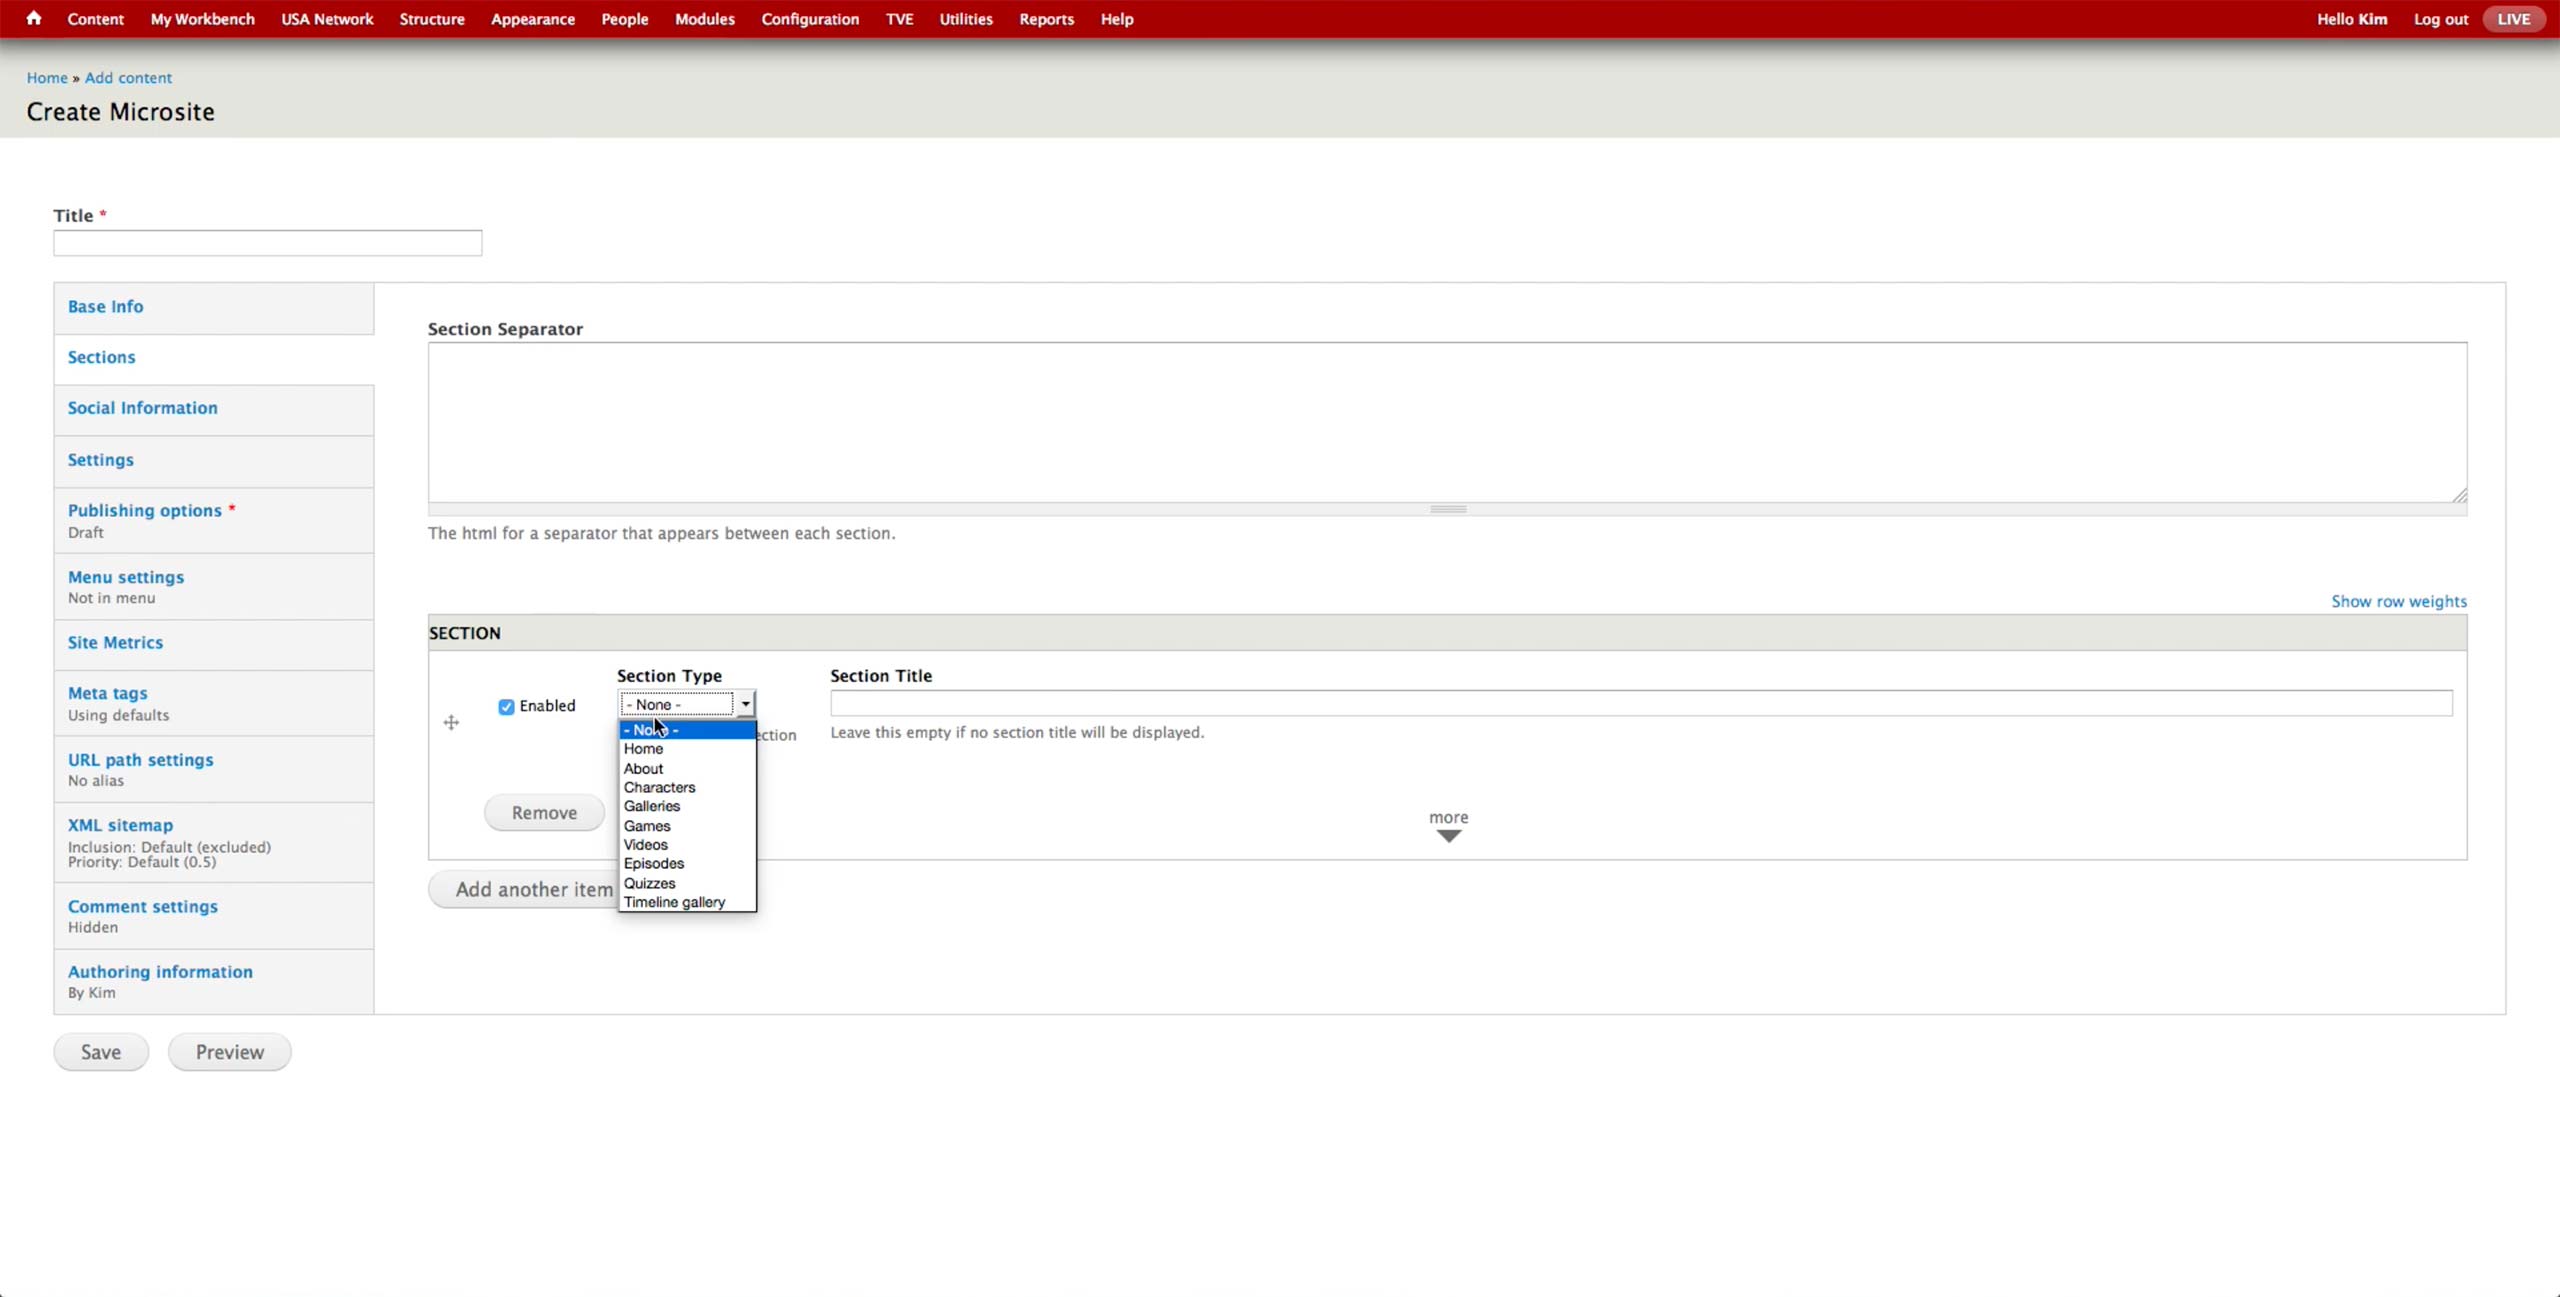 Content My Workbench USA Network Structure Appearance People Modules Configuration TVE Utilities Reports Help Hello Kim Log out LIVE
Home » Add content
Create Microsite
Title *
Base Info
Sections
Social Information
Settings
Publishing options *
Draft
Menu settings
Not in menu
Site Metrics
Meta tags
Using defaults
URL path settings
No alias
XML sitemap
Inclusion: Default (excluded)
Priority: Default (0.5)
Comment settings
Hidden
Authoring information
By Kim
Section Separator
The html for a separator that appears between each section.
Show row weights
SECTION
Enabled
Section Type
- None -
- None -
Home
About
Characters
Galleries
Games
Videos
Episodes
Quizzes
Timeline gallery
Section Title
Leave this empty if no section title will be displayed.
Remove
more
Add another item
Save Preview